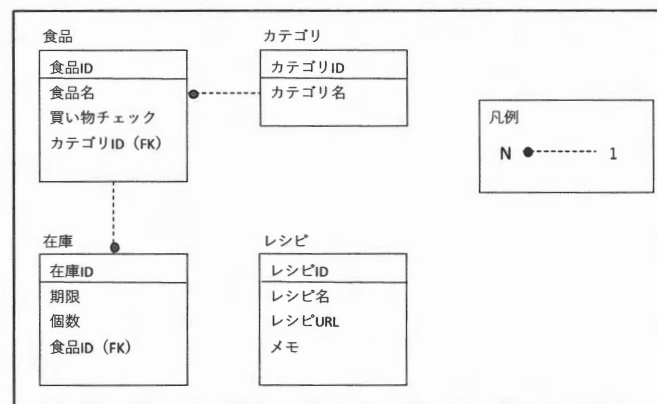 食品
食品ID
食品名
買い物チェック
カテゴリID（FK）
カテゴリ
カテゴリID
カテゴリ名
凡例
N 1
在庫
在庫ID
期限
個数
食品ID（FK）
レシピ
レシピID
レシピ名
レシピURL
メモ